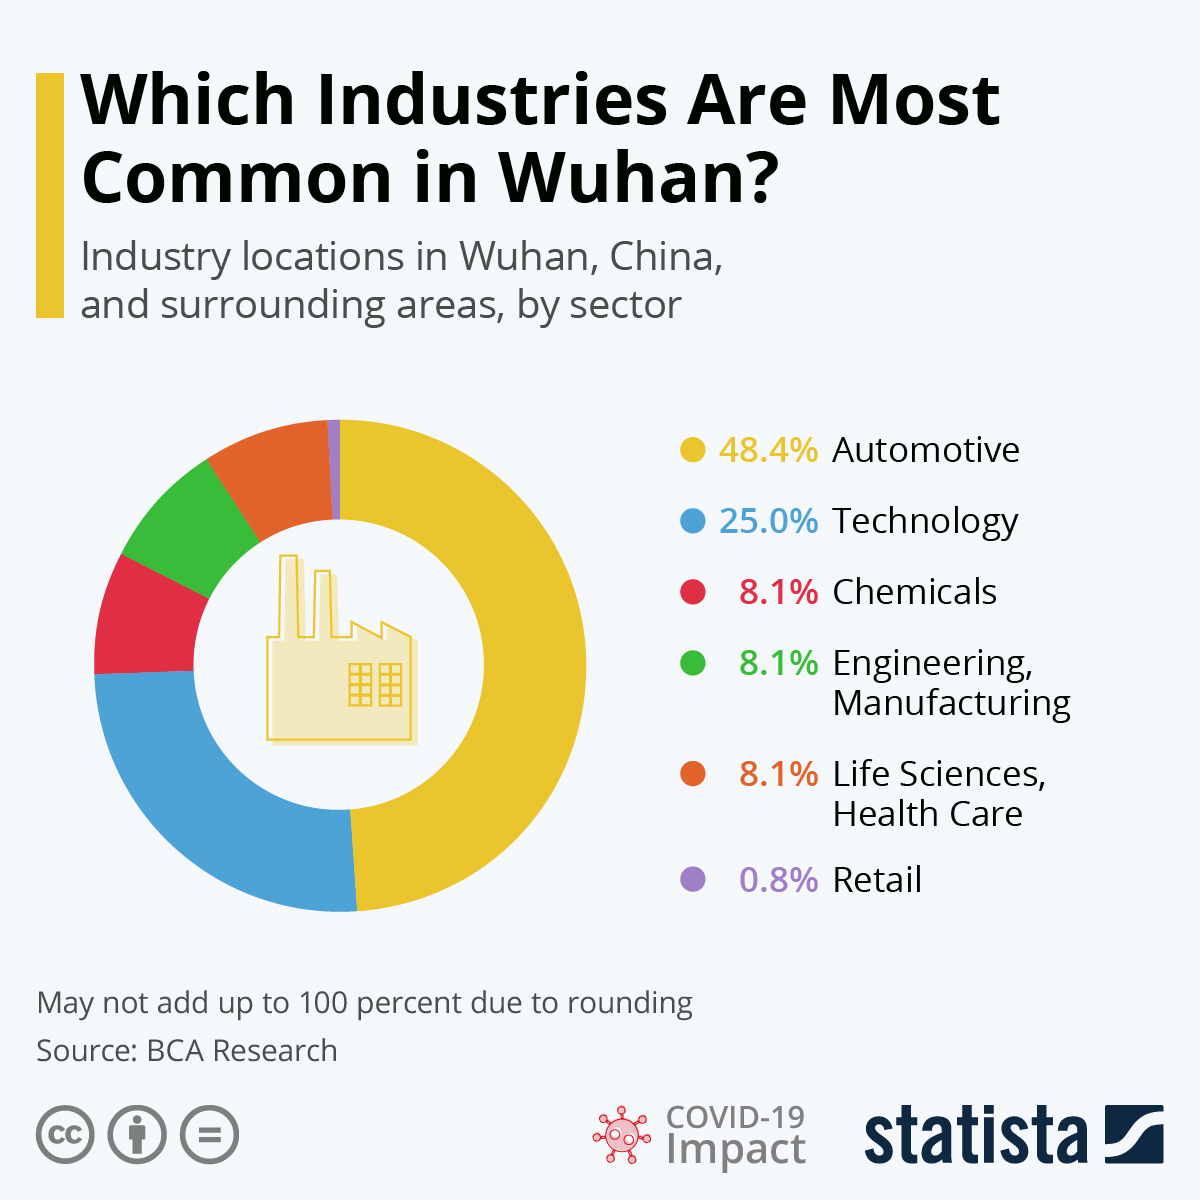 Which Industries Are Most
Common in Wuhan?
Industry locations in Wuhan, China,
and surrounding areas, by sector
48.4% Automotive
25.0% Technology
8.1% Chemicals
8.1% Engineering,
Manufacturing
8.1% Life Sciences,
Health Care
0.8% Retail
May not add up to 100 percent due to rounding
Source: BCA Research
cc
COVID-19
Impact
statista